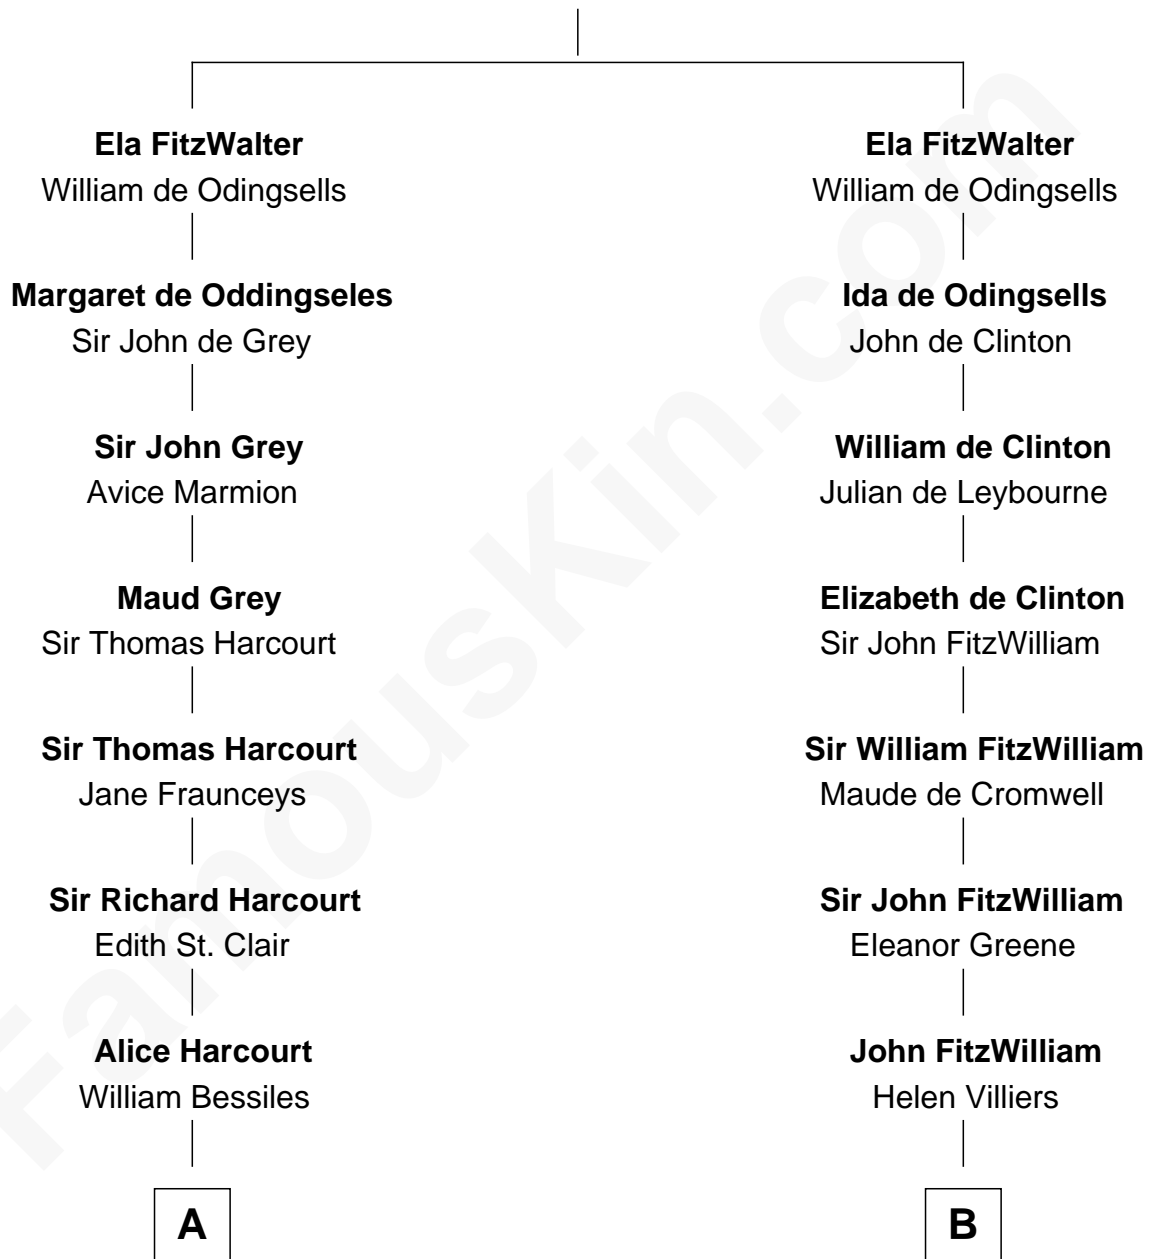 Ela FitzWalter
William de Odingsells
Margaret de Oddingseles
Sir John de Grey
Sir John Grey
Avice Marmion
Maud Grey
Sir Thomas Harcourt
Sir Thomas Harcourt
Jane Fraunceys
Sir Richard Harcourt
Edith St. Clair
Alice Harcourt
William Bessiles
A
Ela FitzWalter
William de Odingsells
Ida de Odingsells
John de Clinton
William de Clinton
Julian de Leybourne
Elizabeth de Clinton
Sir John FitzWilliam
Sir William FitzWilliam
Maude de Cromwell
Sir John FitzWilliam
Eleanor Greene
John FitzWilliam
Helen Villiers
B
FamousKin.com